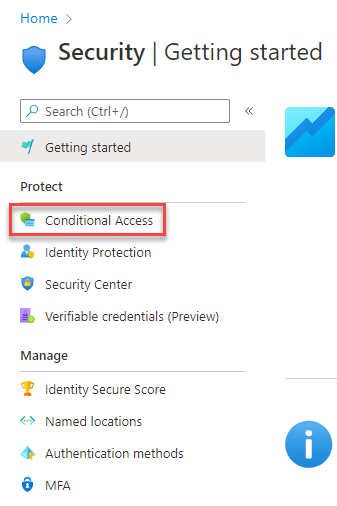 Home
Security | Getting started
Search (Ctrl+/)
Getting started
Protect
Conditional Access
Identity Protection
Security Center
Verifiable credentials (Preview)
Manage
Identity Secure Score
Named locations
Authentication methods
MFA